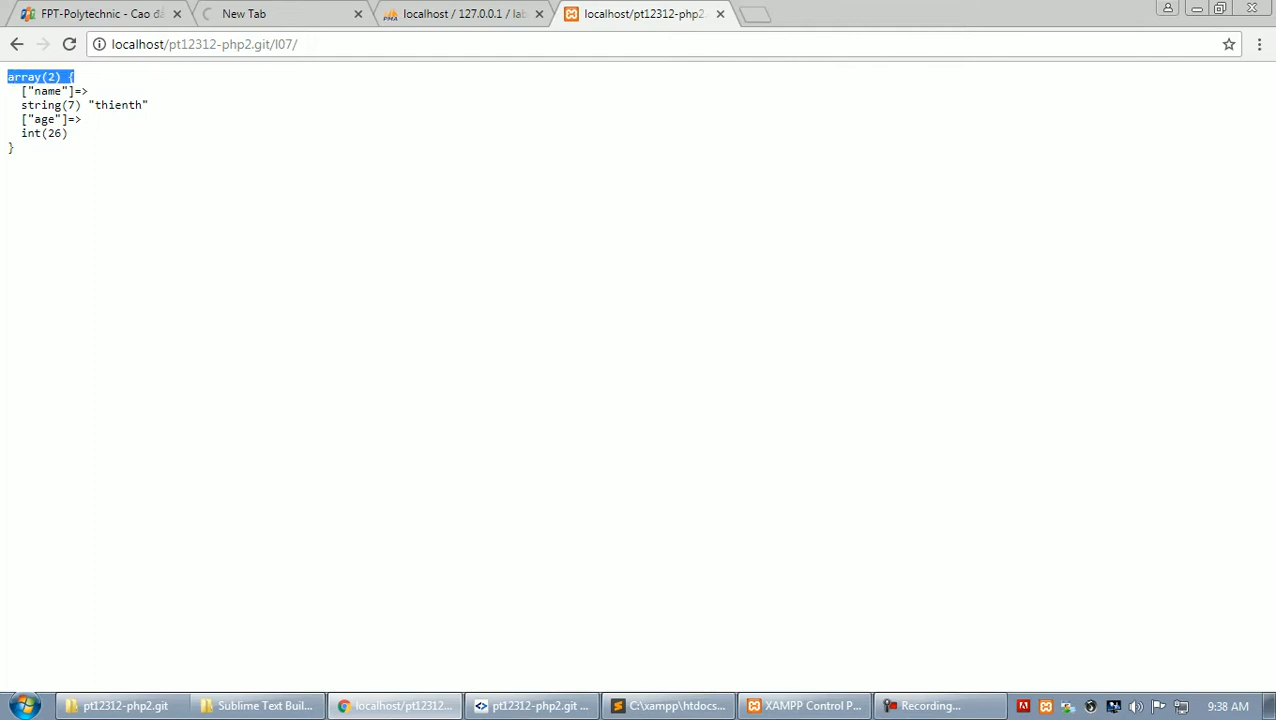 FPT-Polytechnic - Cao đẳ
New Tab
localhost / 127.0.0.1 / lab
localhost/pt12312-php2.
localhost/pt12312-php2.git/l07/
array(2) {
["name"]=>
string(7) "thienth"
["age"]=>
int(26)
}
pt12312-php2.git
Sublime Text Buil...
localhost/pt12312...
pt12312-php2.git ...
C:\xampp\htdocs...
XAMPP Control P...
Recording...
9:38 AM